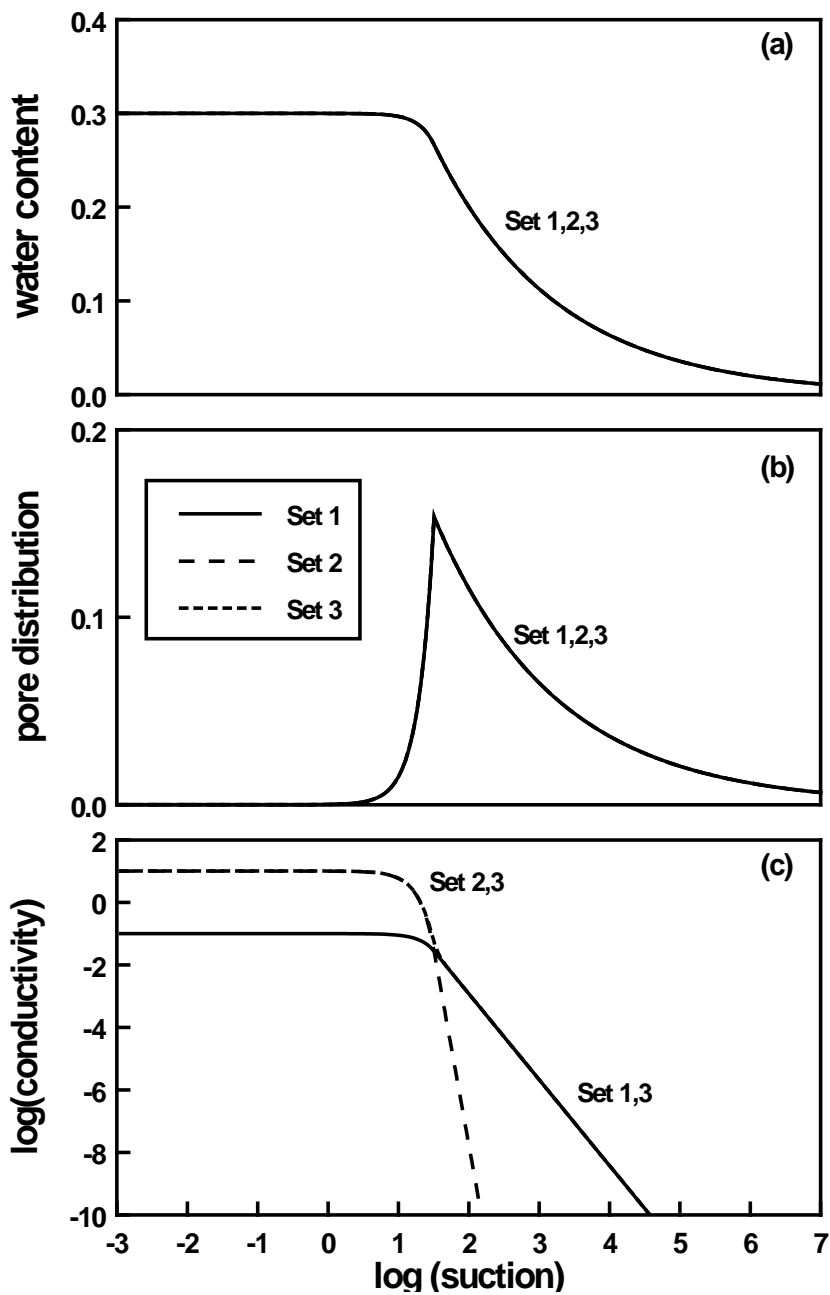 0.4
(a)
0.3
water content
Set 1,2,3
0.2
0.1
0.0
0.2
(b)
pore distribution
Set 1
Set 2
Set 3
0.1
Set 1,2,3
0.0
2
(c)
log(conductivity)
0
Set 2,3
-2
-4
-6
Set 1,3
-8
-10
-3 -2 -1 0 1 2 3 4 5 6 7
log (suction)